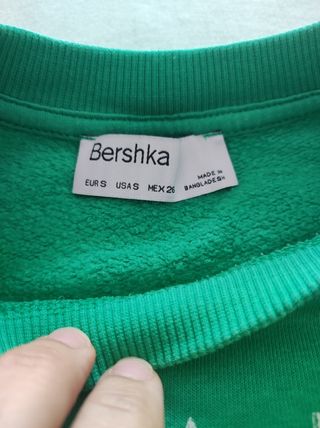 Bershka
EUR S USA S MEX 26
MADE IN
BANGLADESH